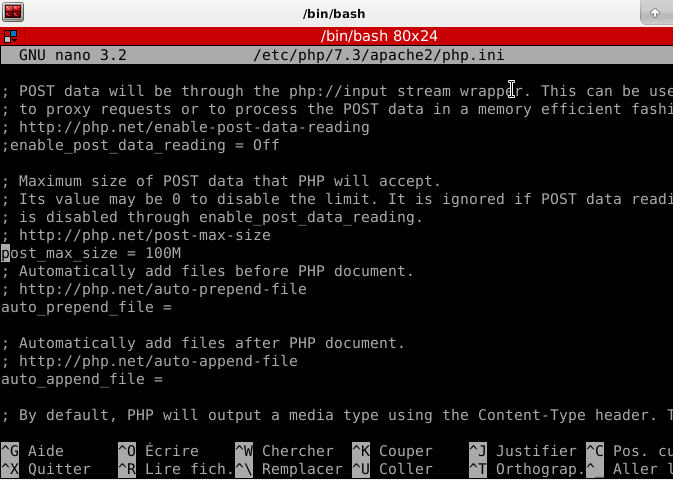 /bin/bash
/bin/bash 80x24
GNU nano 3.2 /etc/php/7.3/apache2/php.ini
; POST data will be through the php://input stream wrapper. This can be use
; to proxy requests or to process the POST data in a memory efficient fashi
; http://php.net/enable-post-data-reading
;enable_post_data_reading = Off
; Maximum size of POST data that PHP will accept.
; Its value may be 0 to disable the limit. It is ignored if POST data readi
; is disabled through enable_post_data_reading.
; http://php.net/post-max-size
post_max_size = 100M
; Automatically add files before PHP document.
; http://php.net/auto-prepend-file
auto_prepend_file =
; Automatically add files after PHP document.
; http://php.net/auto-append-file
auto_append_file =
; By default, PHP will output a media type using the Content-Type header. T
^G Aide ^O Écrire ^W Chercher ^K Couper ^J Justifier ^C Pos. cu
^X Quitter ^R Lire fich. ^\ Remplacer ^U Coller ^T Orthograp. ^_ Aller l